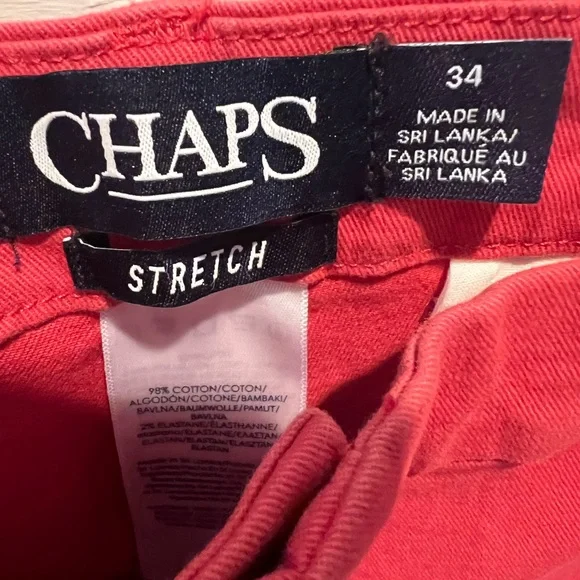 CHAPS
34
MADE IN
SRI LANKA/
FABRIQUÉ AU
SRI LANKA
STRETCH
98% COTTON/COTON/
ALGODÓN/COTONE/BAMBAKI/
BAVLNA/BAUMWOLLE/PAMUT/
BAVLNA
2% ELASTANE/ELASTHANNE/